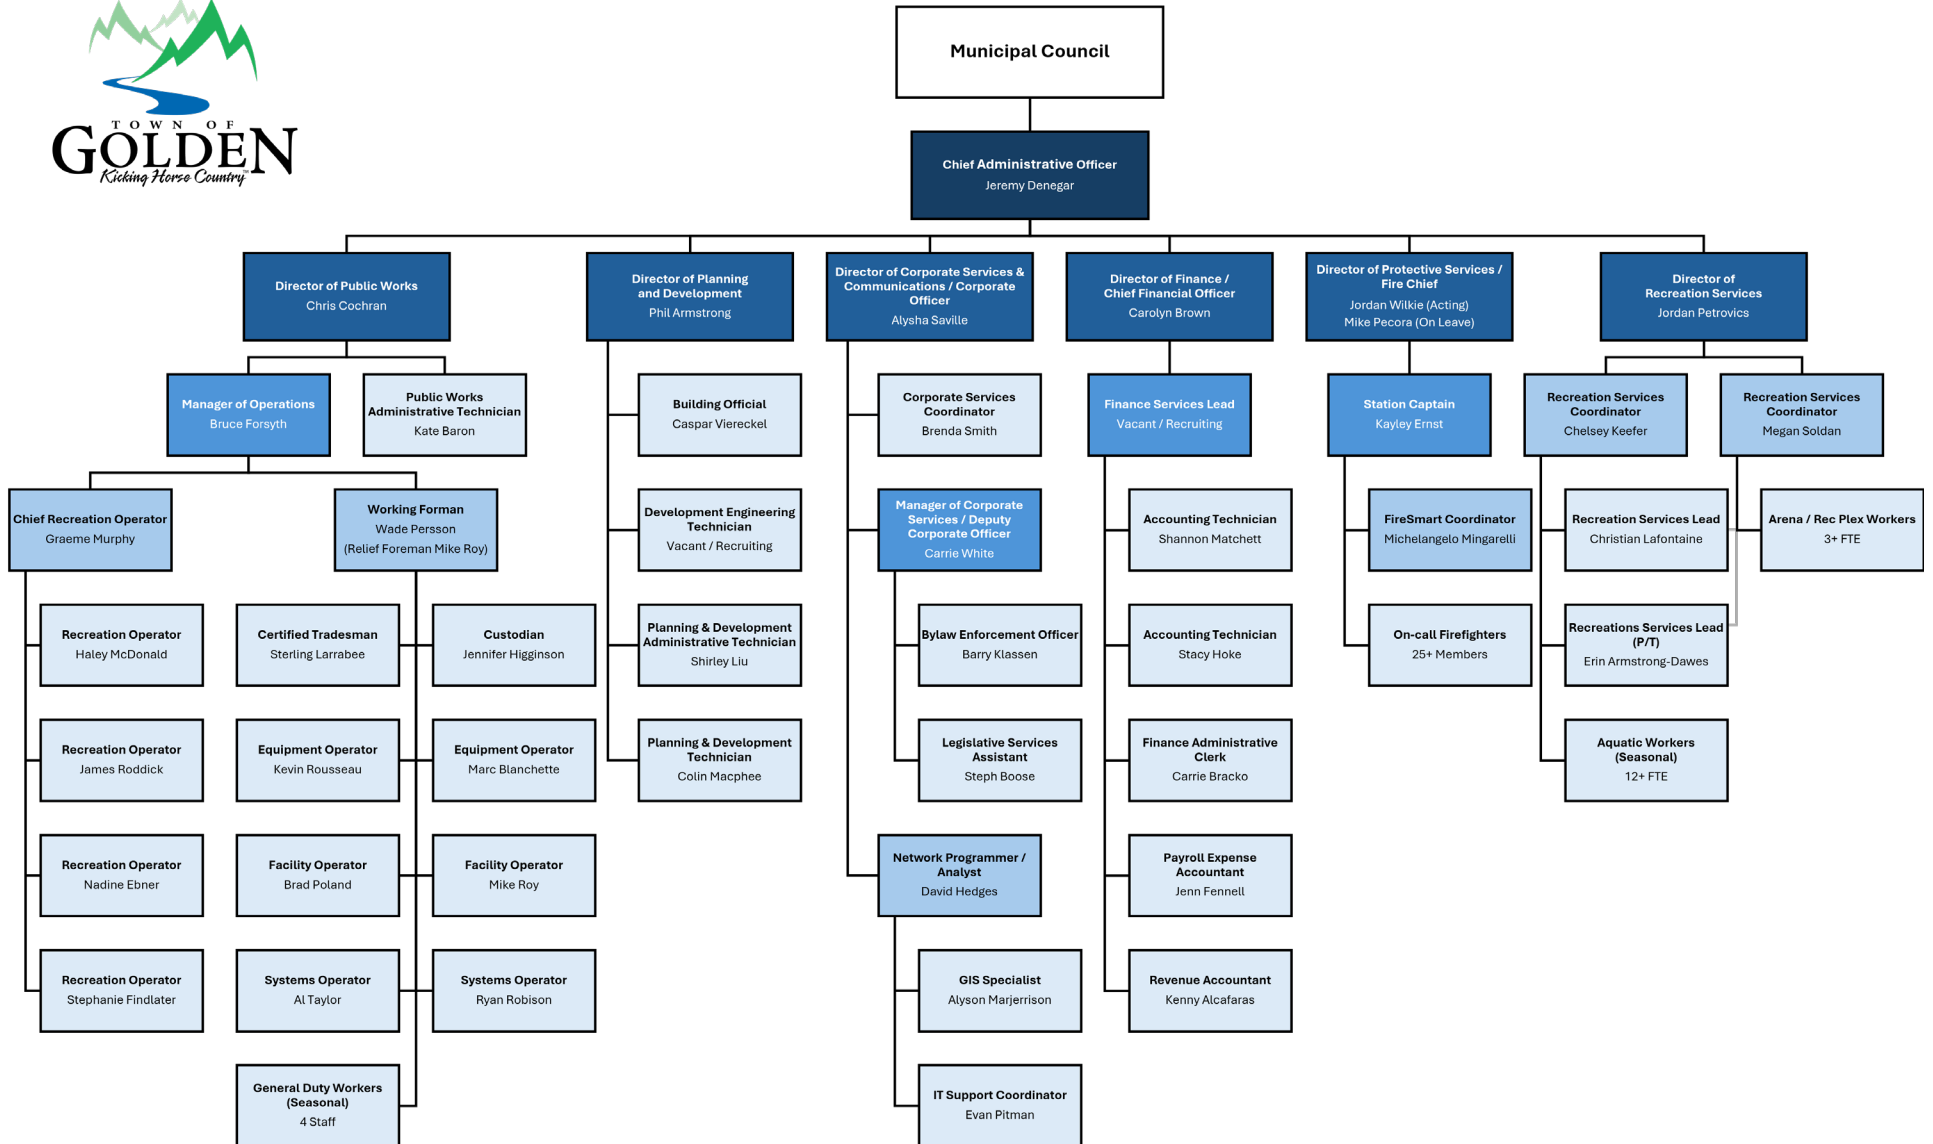 TOWN OF
GOLDEN
Kicking Horse Country™
Municipal Council
Chief Administrative Officer
Jeremy Denegar
Director of Public Works
Chris Cochran
Director of Planning
and Development
Phil Armstrong
Director of Corporate Services &
Communications / Corporate
Officer
Alysha Saville
Director of Finance /
Chief Financial Officer
Carolyn Brown
Director of Protective Services /
Fire Chief
Jordan Wilkie (Acting)
Mike Pecora (On Leave)
Director of
Recreation Services
Jordan Petrovics
Manager of Operations
Bruce Forsyth
Public Works
Administrative Technician
Kate Baron
Building Official
Caspar Viereckel
Corporate Services
Coordinator
Brenda Smith
Finance Services Lead
Vacant / Recruiting
Station Captain
Kayley Ernst
Recreation Services
Coordinator
Chelsey Keefer
Recreation Services
Coordinator
Megan Soldan
Chief Recreation Operator
Graeme Murphy
Working Forman
Wade Persson
(Relief Foreman Mike Roy)
Development Engineering
Technician
Vacant / Recruiting
Manager of Corporate
Services / Deputy
Corporate Officer
Carrie White
Accounting Technician
Shannon Matchett
FireSmart Coordinator
Michelangelo Mingarelli
Recreation Services Lead
Christian Lafontaine
Arena / Rec Plex Workers
3+ FTE
Recreation Operator
Haley McDonald
Certified Tradesman
Sterling Larrabee
Custodian
Jennifer Higginson
Planning & Development
Administrative Technician
Shirley Liu
Bylaw Enforcement Officer
Barry Klassen
Accounting Technician
Stacy Hoke
On-call Firefighters
25+ Members
Recreations Services Lead
(P/T)
Erin Armstrong-Dawes
Recreation Operator
James Roddick
Equipment Operator
Kevin Rousseau
Equipment Operator
Marc Blanchette
Planning & Development
Technician
Colin Macphee
Legislative Services
Assistant
Steph Boose
Finance Administrative
Clerk
Carrie Bracko
Aquatic Workers
(Seasonal)
12+ FTE
Recreation Operator
Nadine Ebner
Facility Operator
Brad Poland
Facility Operator
Mike Roy
Network Programmer /
Analyst
David Hedges
Payroll Expense
Accountant
Jenn Fennell
Recreation Operator
Stephanie Findlater
Systems Operator
Al Taylor
Systems Operator
Ryan Robison
GIS Specialist
Alyson Marjerrison
Revenue Accountant
Kenny Alcafaras
General Duty Workers
(Seasonal)
4 Staff
IT Support Coordinator
Evan Pitman